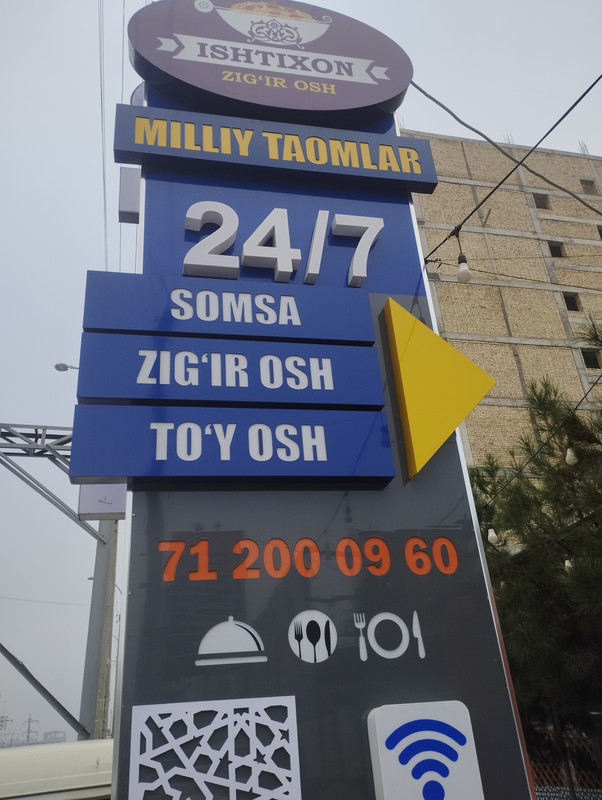 ISHTIXON
ZIG‘IR OSH
MILLIY TAOMLAR
24/7
SOMSA
ZIG‘IR OSH
TO‘Y OSH
71 200 09 60